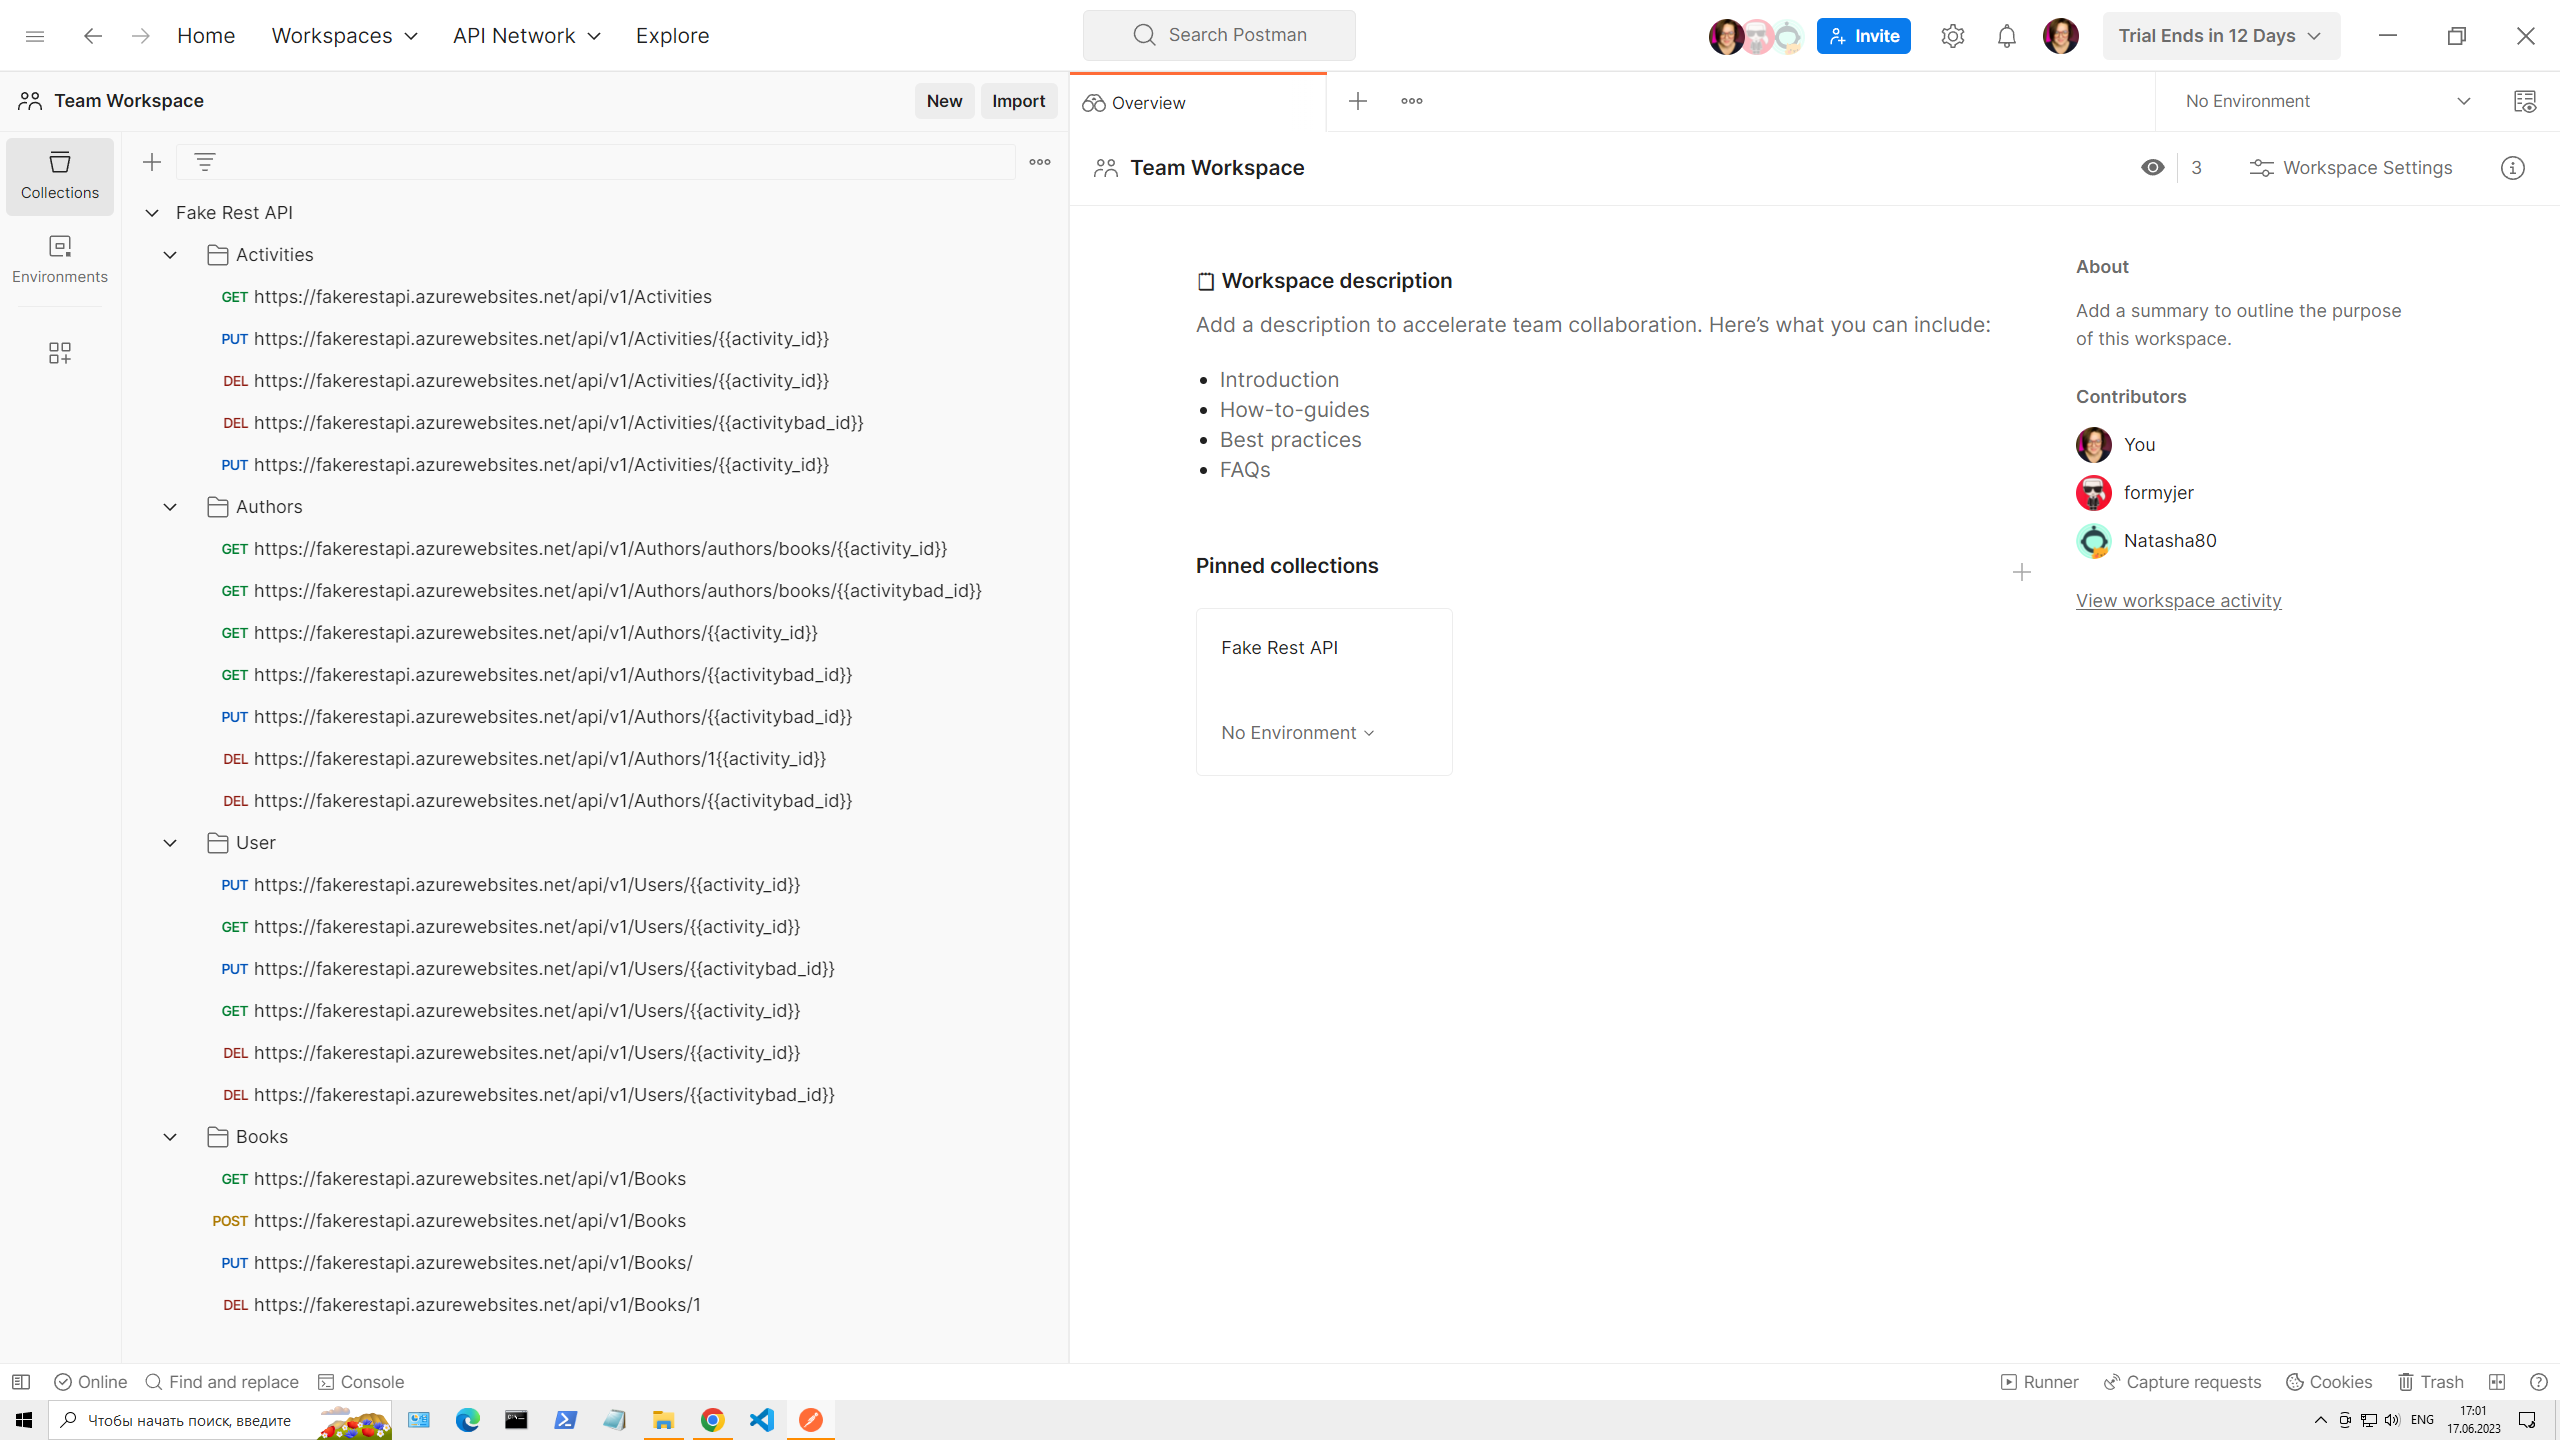 Home Workspaces API Network Explore
Search Postman
Invite
Trial Ends in 12 Days
Team Workspace
New Import
Overview
No Environment
Collections
Environments
Fake Rest API
Activities
GET https://fakerestapi.azurewebsites.net/api/v1/Activities
PUT https://fakerestapi.azurewebsites.net/api/v1/Activities/{{activity_id}}
DEL https://fakerestapi.azurewebsites.net/api/v1/Activities/{{activity_id}}
DEL https://fakerestapi.azurewebsites.net/api/v1/Activities/{{activitybad_id}}
PUT https://fakerestapi.azurewebsites.net/api/v1/Activities/{{activity_id}}
Authors
GET https://fakerestapi.azurewebsites.net/api/v1/Authors/authors/books/{{activity_id}}
GET https://fakerestapi.azurewebsites.net/api/v1/Authors/authors/books/{{activitybad_id}}
GET https://fakerestapi.azurewebsites.net/api/v1/Authors/{{activity_id}}
GET https://fakerestapi.azurewebsites.net/api/v1/Authors/{{activitybad_id}}
PUT https://fakerestapi.azurewebsites.net/api/v1/Authors/{{activitybad_id}}
DEL https://fakerestapi.azurewebsites.net/api/v1/Authors/1{{activity_id}}
DEL https://fakerestapi.azurewebsites.net/api/v1/Authors/{{activitybad_id}}
User
PUT https://fakerestapi.azurewebsites.net/api/v1/Users/{{activity_id}}
GET https://fakerestapi.azurewebsites.net/api/v1/Users/{{activity_id}}
PUT https://fakerestapi.azurewebsites.net/api/v1/Users/{{activitybad_id}}
GET https://fakerestapi.azurewebsites.net/api/v1/Users/{{activity_id}}
DEL https://fakerestapi.azurewebsites.net/api/v1/Users/{{activity_id}}
DEL https://fakerestapi.azurewebsites.net/api/v1/Users/{{activitybad_id}}
Books
GET https://fakerestapi.azurewebsites.net/api/v1/Books
POST https://fakerestapi.azurewebsites.net/api/v1/Books
PUT https://fakerestapi.azurewebsites.net/api/v1/Books/
DEL https://fakerestapi.azurewebsites.net/api/v1/Books/1
Team Workspace
3 Workspace Settings
Workspace description
Add a description to accelerate team collaboration. Here’s what you can include:
• Introduction
• How-to-guides
• Best practices
• FAQs
Pinned collections
Fake Rest API
No Environment
About
Add a summary to outline the purpose
of this workspace.
Contributors
You
formyjer
Natasha80
View workspace activity
Online Find and replace Console
Runner Capture requests Cookies Trash
Чтобы начать поиск, введите
ENG
17:01
17.06.2023